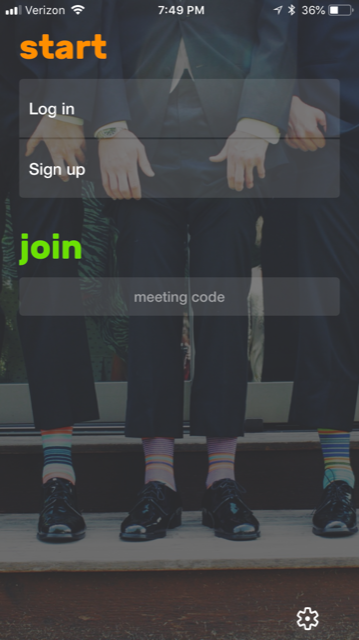 Verizon 7:49 PM 36%
start
Log in
Sign up
join
meeting code